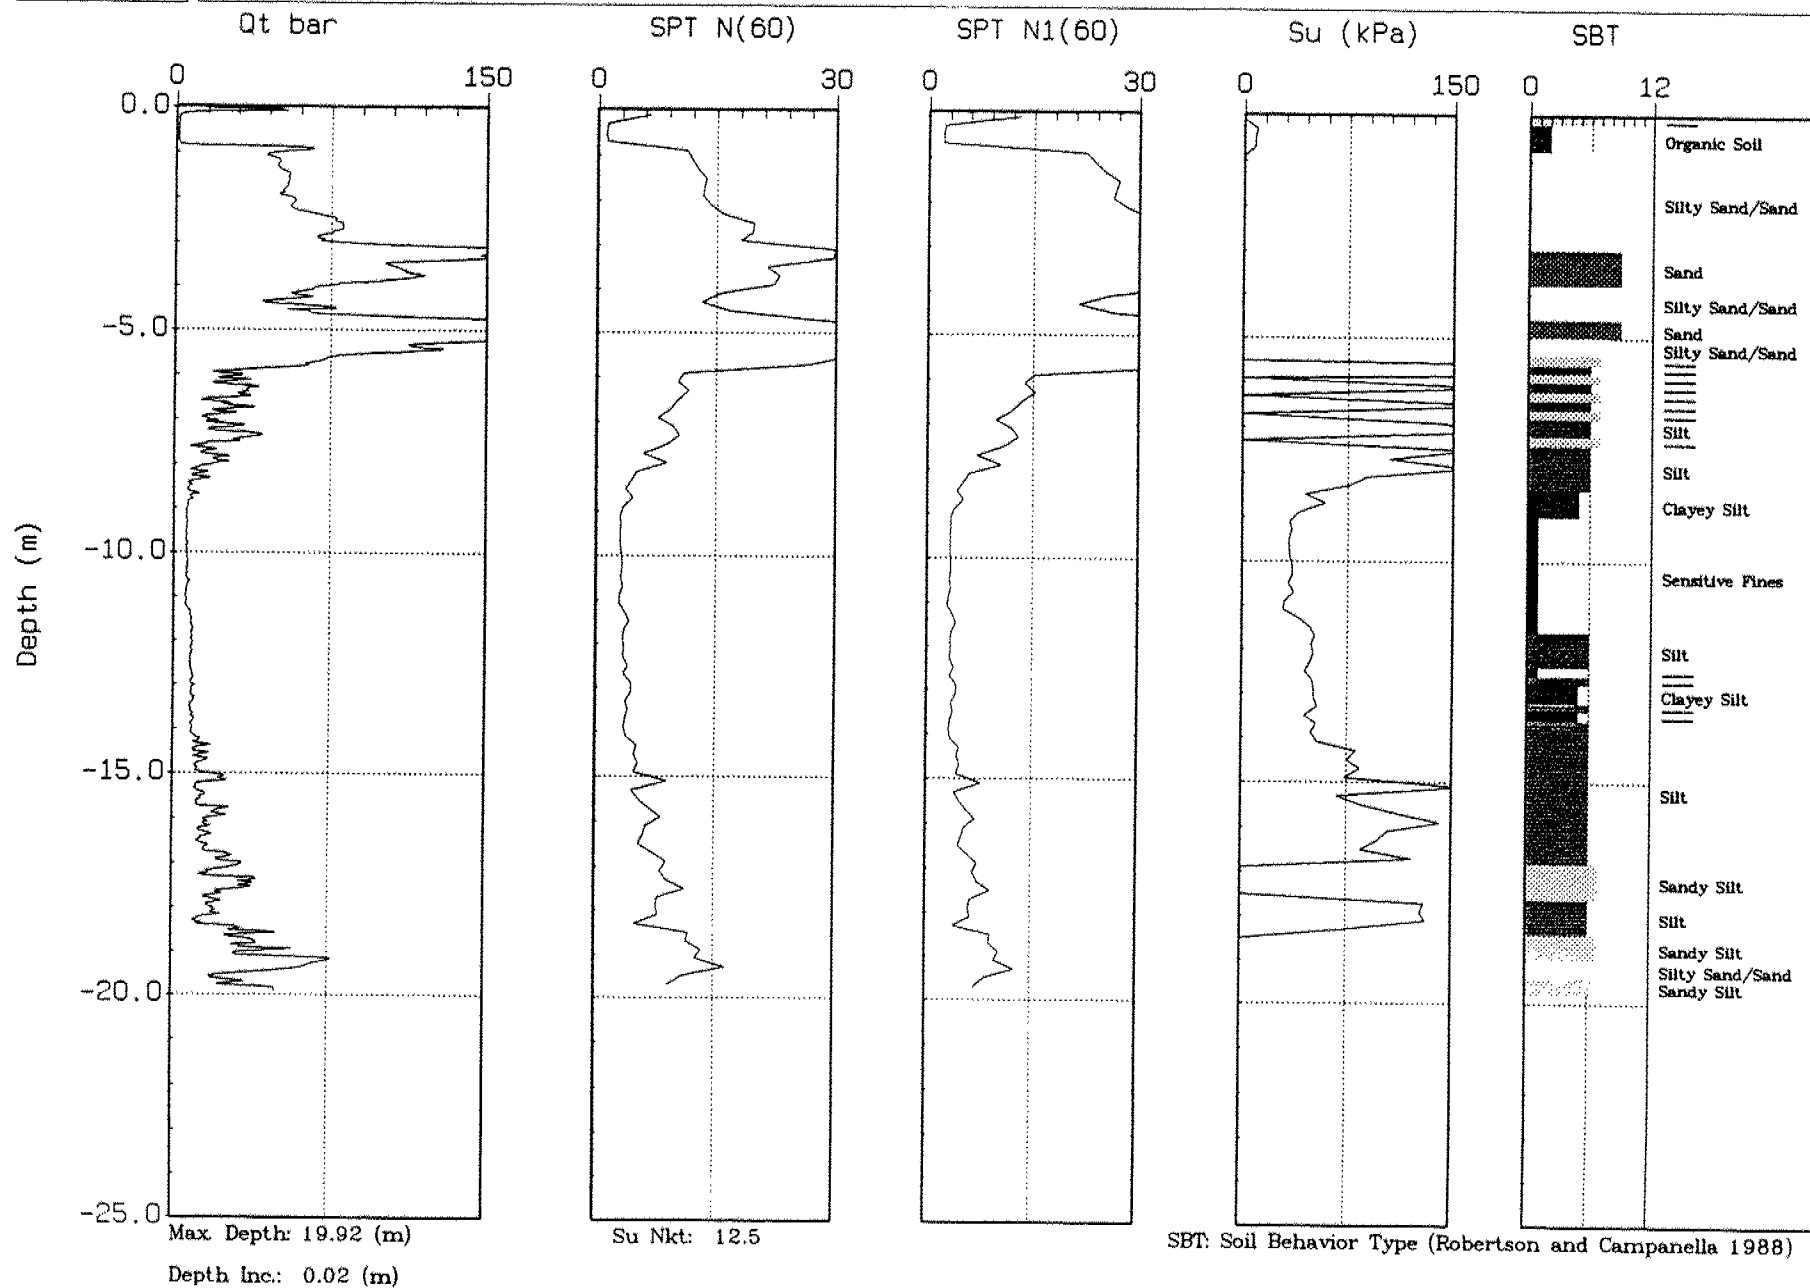 Qt bar SPT N(60) SPT N1(60) Su (kPa) SBT
0 150 0 30 0 30 0 150 0 12
0.0
Organic Soil
Silty Sand/Sand
Sand
Silty Sand/Sand
-5.0
Sand
Silty Sand/Sand
Silt
Silt
Clayey Silt
-10.0
Depth (m)
Sensitive Fines
Silt
Clayey Silt
-15.0
Silt
Sandy Silt
Silt
Sandy Silt
Silty Sand/Sand
-20.0
Sandy Silt
-25.0
Max. Depth: 19.92 (m) Su Nkt: 12.5 SBT: Soil Behavior Type (Robertson and Campanella 1988)
Depth Inc.: 0.02 (m)